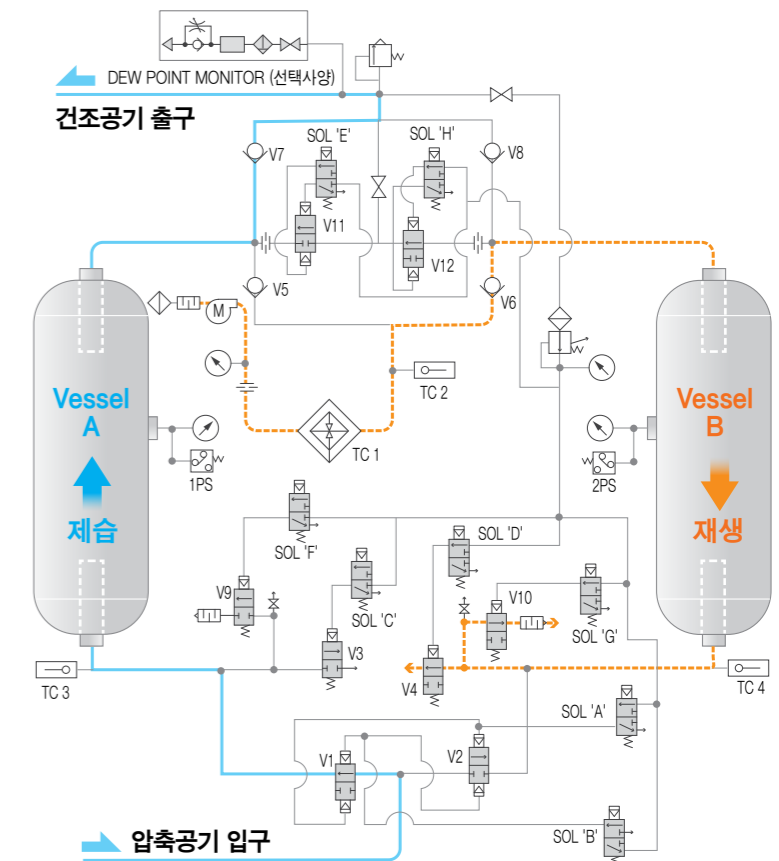 DEW POINT MONITOR (선택사양)
건조공기 출구
SOL 'E'
SOL 'H'
V7
V8
V11
V12
V5
V6
M
TC 2
TC 1
Vessel
A
제습
1PS
Vessel
B
재생
2PS
SOL 'F'
SOL 'D'
V9
SOL 'C'
V10
SOL 'G'
V3
V4
TC 3
TC 4
SOL 'A'
V1
V2
SOL 'B'
압축공기 입구